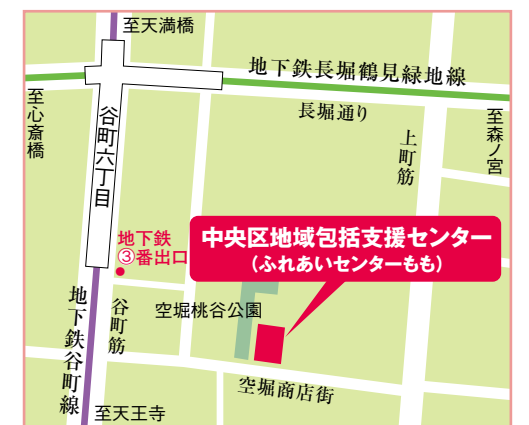 至天満橋
地下鉄長堀鶴見緑地線
長堀通り
至心斎橋
谷町六丁目
上町筋
至森ノ宮
地下鉄
③番出口
中央区地域包括支援センター
(ふれあいセンターもも)
地下鉄谷町線
谷町筋
空堀桃谷公園
空堀商店街
至天王寺